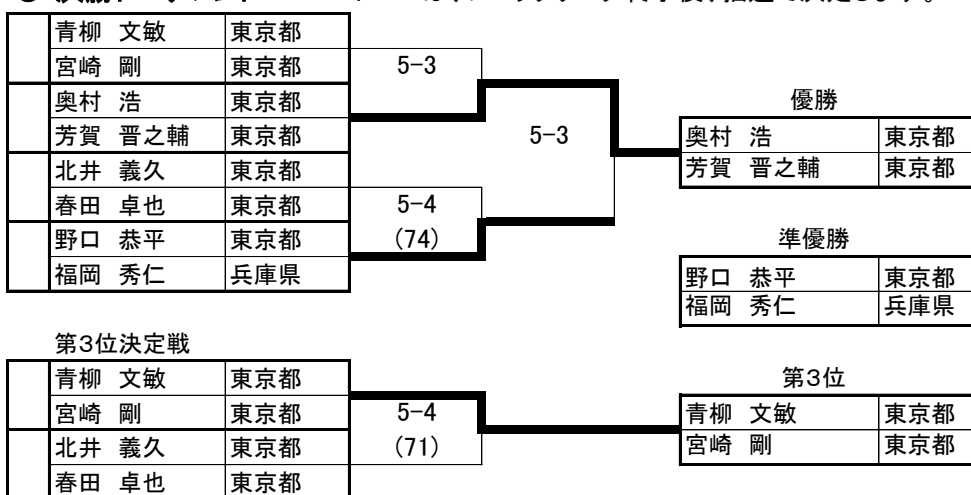 青柳 文敏 東京都
宮崎 剛 東京都 5-3
奥村 浩 東京都 優勝
芳賀 晋之輔 東京都 5-3 奥村 浩 東京都
北井 義久 東京都 芳賀 晋之輔 東京都
春田 卓也 東京都 5-4
野口 恭平 東京都 (74) 準優勝
福岡 秀仁 兵庫県 野口 恭平 東京都
福岡 秀仁 兵庫県
第3位決定戦
青柳 文敏 東京都 第3位
宮崎 剛 東京都 5-4 青柳 文敏 東京都
北井 義久 東京都 (71) 宮崎 剛 東京都
春田 卓也 東京都